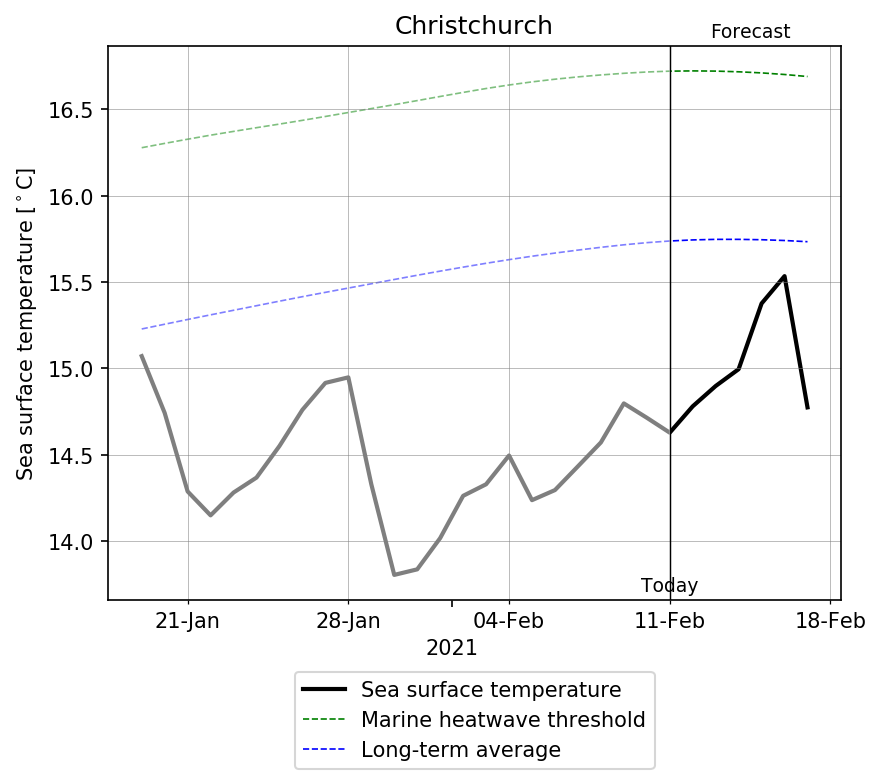 Christchurch
Forecast
Sea surface temperature [°C]
16.5
16.0
15.5
15.0
14.5
14.0
Today
21-Jan
28-Jan
04-Feb
11-Feb
18-Feb
2021
Sea surface temperature
Marine heatwave threshold
Long-term average